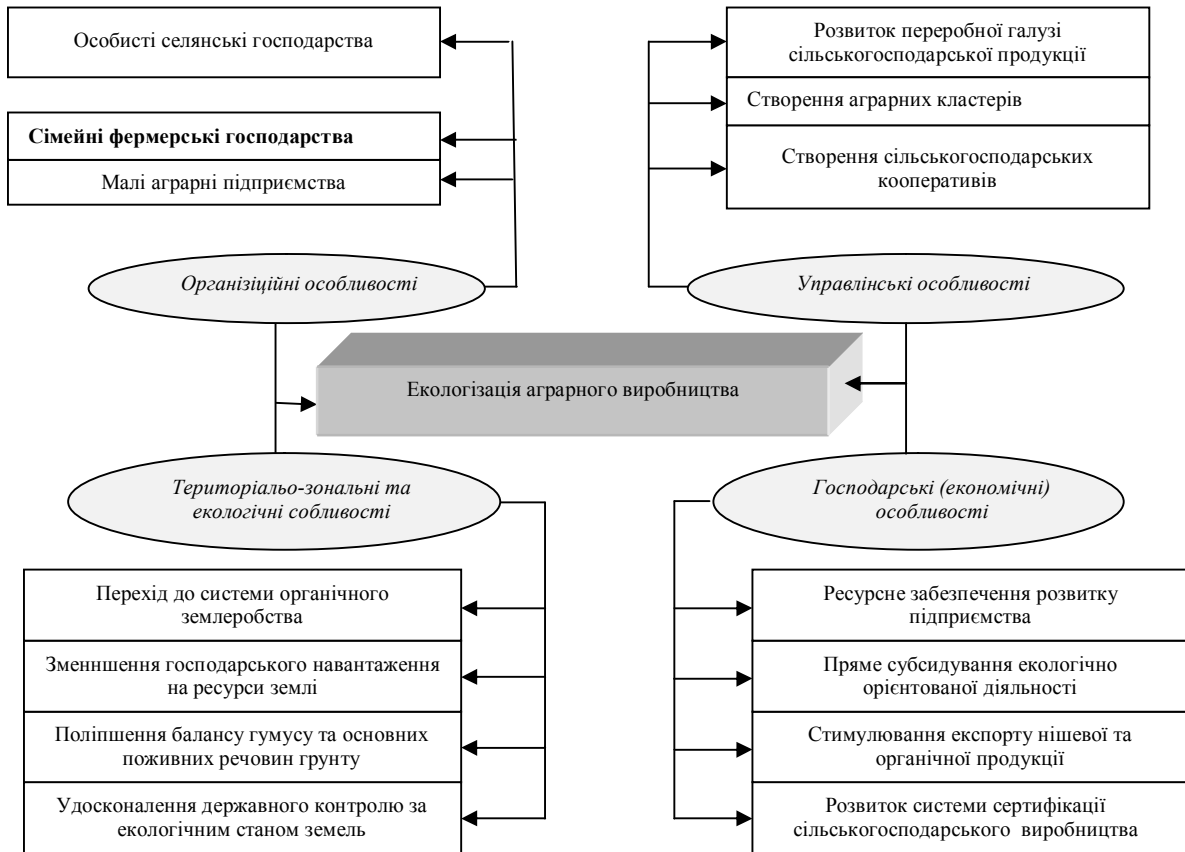 Особисті селянські господарства
Сімейні фермерські господарства
Малі аграрні підприємства
Розвиток переробної галузі
сільськогосподарської продукції
Створення аграрних кластерів
Створення сільськогосподарських
кооперативів
Організіційні особливості
Управлінські особливості
Екологізація аграрного виробництва
Територіальо-зональні та
екологічні собливості
Господарські (економічні)
особливості
Перехід до системи органічного
землеробства
Зменншення господарського навантаження
на ресурси землі
Поліпшення балансу гумусу та основних
поживних речовин грунту
Удосконалення державного контролю за
екологічним станом земель
Ресурсне забезпечення розвитку
підприємства
Пряме субсидування екологічно
орієнтованої діяльності
Стимулювання експорту нішевої та
органічної продукції
Розвиток системи сертифікації
сільськогосподарського виробництва